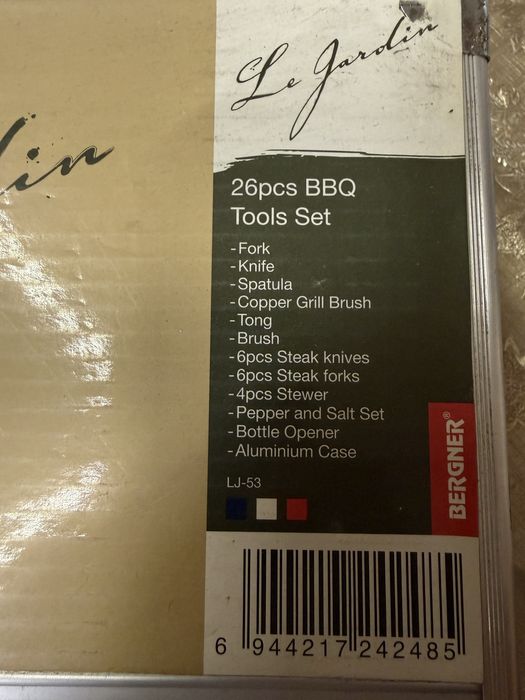 Le Jardin
din
26pcs BBQ
Tools Set
-Fork
-Knife
-Spatula
-Copper Grill Brush
-Tong
-Brush
-6pcs Steak knives
-6pcs Steak forks
-4pcs Stewer
-Pepper and Salt Set
-Bottle Opener
-Aluminium Case
LJ-53
BERGNER®
6 944217 242485